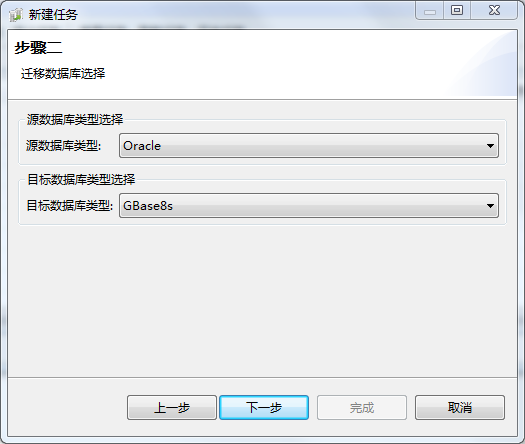 新建任务
步骤二
迁移数据库选择
源数据库类型选择
源数据库类型: Oracle
目标数据库类型选择
目标数据库类型: GBase8s
上一步 下一步 完成 取消